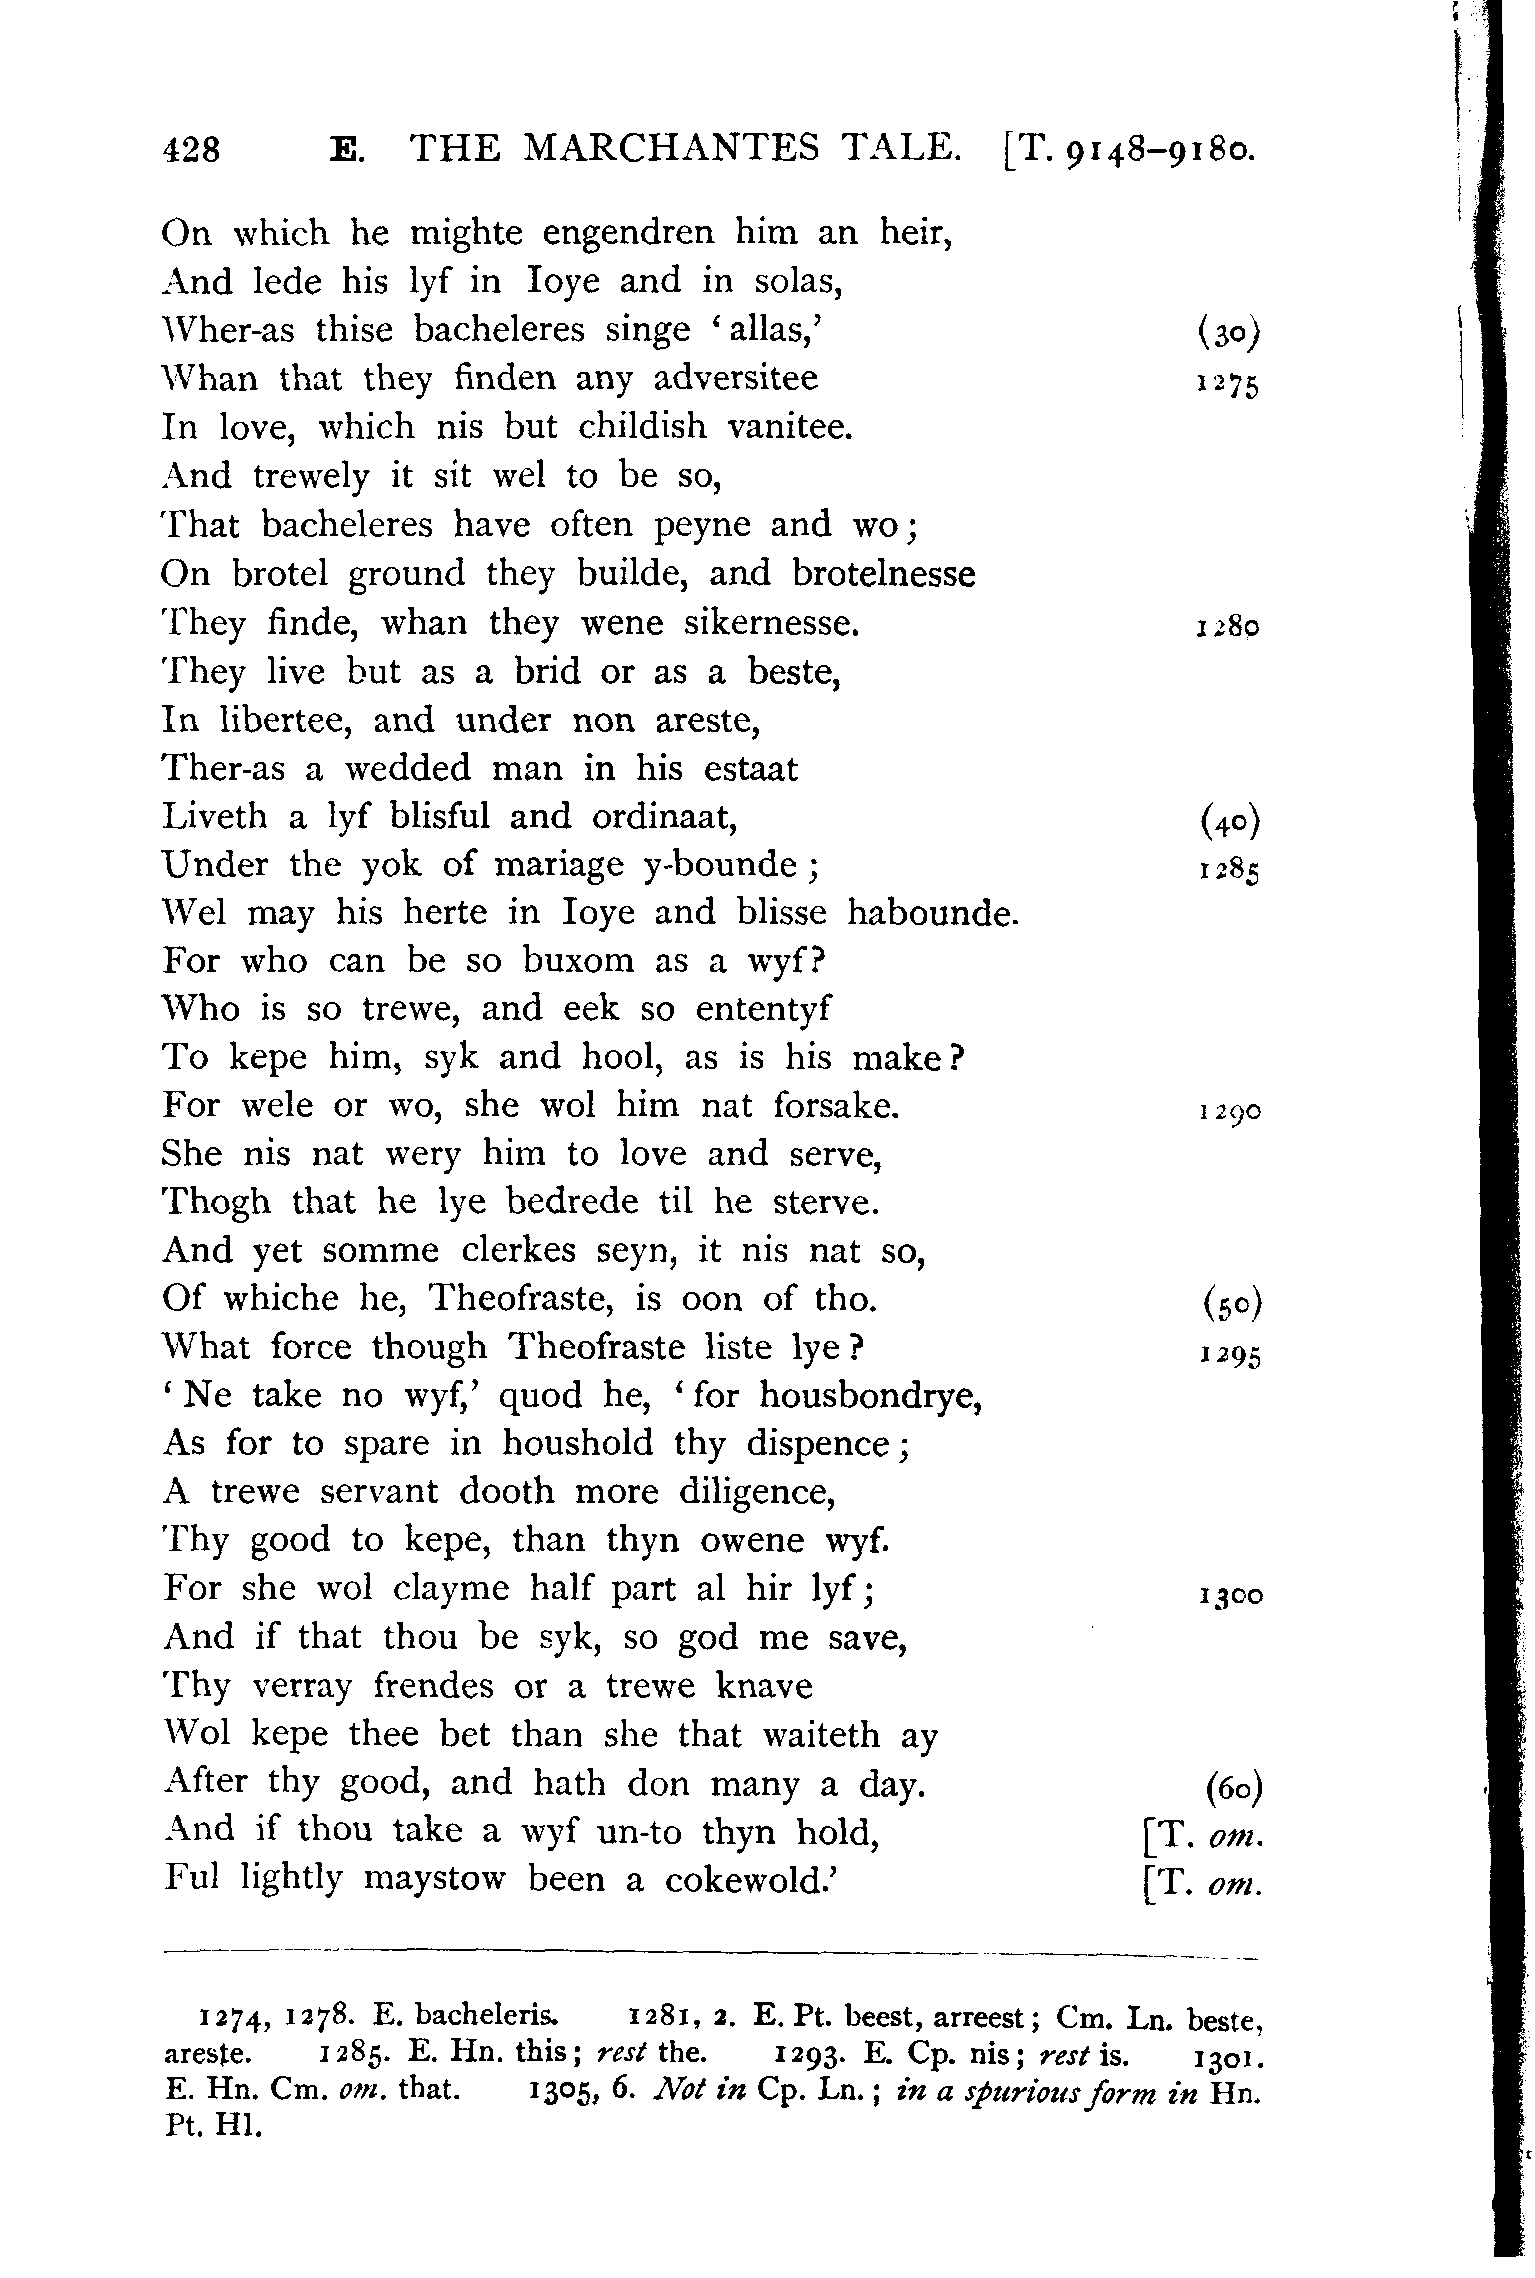 428 E. THE MARCHANTES TALE. [T. 9148–9180.
On which he mighte engendren him an heir,
And lede his lyf in Ioye and in solas,
Wher-as thise bacheleres singe ‘allas,’ (30)
Whan that they finden any adversitee 1275
In love, which nis but childish vanitee.
And trewely it sit wel to be so,
That bacheleres have often peyne and wo;
On brotel ground they builde, and brotelnesse
They finde, whan they wene sikernesse. 1280
They live but as a brid or as a beste,
In libertee, and under non areste,
Ther-as a wedded man in his estaat
Liveth a lyf blisful and ordinaat, (40)
Under the yok of mariage y-bounde; 1285
Wel may his herte in Ioye and blisse habounde.
For who can be so buxom as a wyf?
Who is so trewe, and eek so ententyf
To kepe him, syk and hool, as is his make?
For wele or wo, she wol him nat forsake. 1290
She nis nat wery him to love and serve,
Thogh that he lye bedrede til he sterve.
And yet somme clerkes seyn, it nis nat so,
Of whiche he, Theofraste, is oon of tho. (50)
What force though Theofraste liste lye? 1295
‘Ne take no wyf,’ quod he, ‘for housbondrye,
As for to spare in houshold thy dispence;
A trewe servant dooth more diligence,
Thy good to kepe, than thyn owene wyf.
For she wol clayme half part al hir lyf; 1300
And if that thou be syk, so god me save,
Thy verray frendes or a trewe knave
Wol kepe thee bet than she that waiteth ay
After thy good, and hath don many a day. (60)
And if thou take a wyf un-to thyn hold, [T. om.
Ful lightly maystow been a cokewold.’ [T. om.
1274, 1278. E. bacheleris. 1281, 2. E. Pt. beest, arreest; Cm. Ln. beste,
areste. 1285. E. Hn. this; rest the. 1293. E. Cp. nis; rest is. 1301.
E. Hn. Cm. om. that. 1305, 6. Not in Cp. Ln.; in a spurious form in Hn.
Pt. Hl.